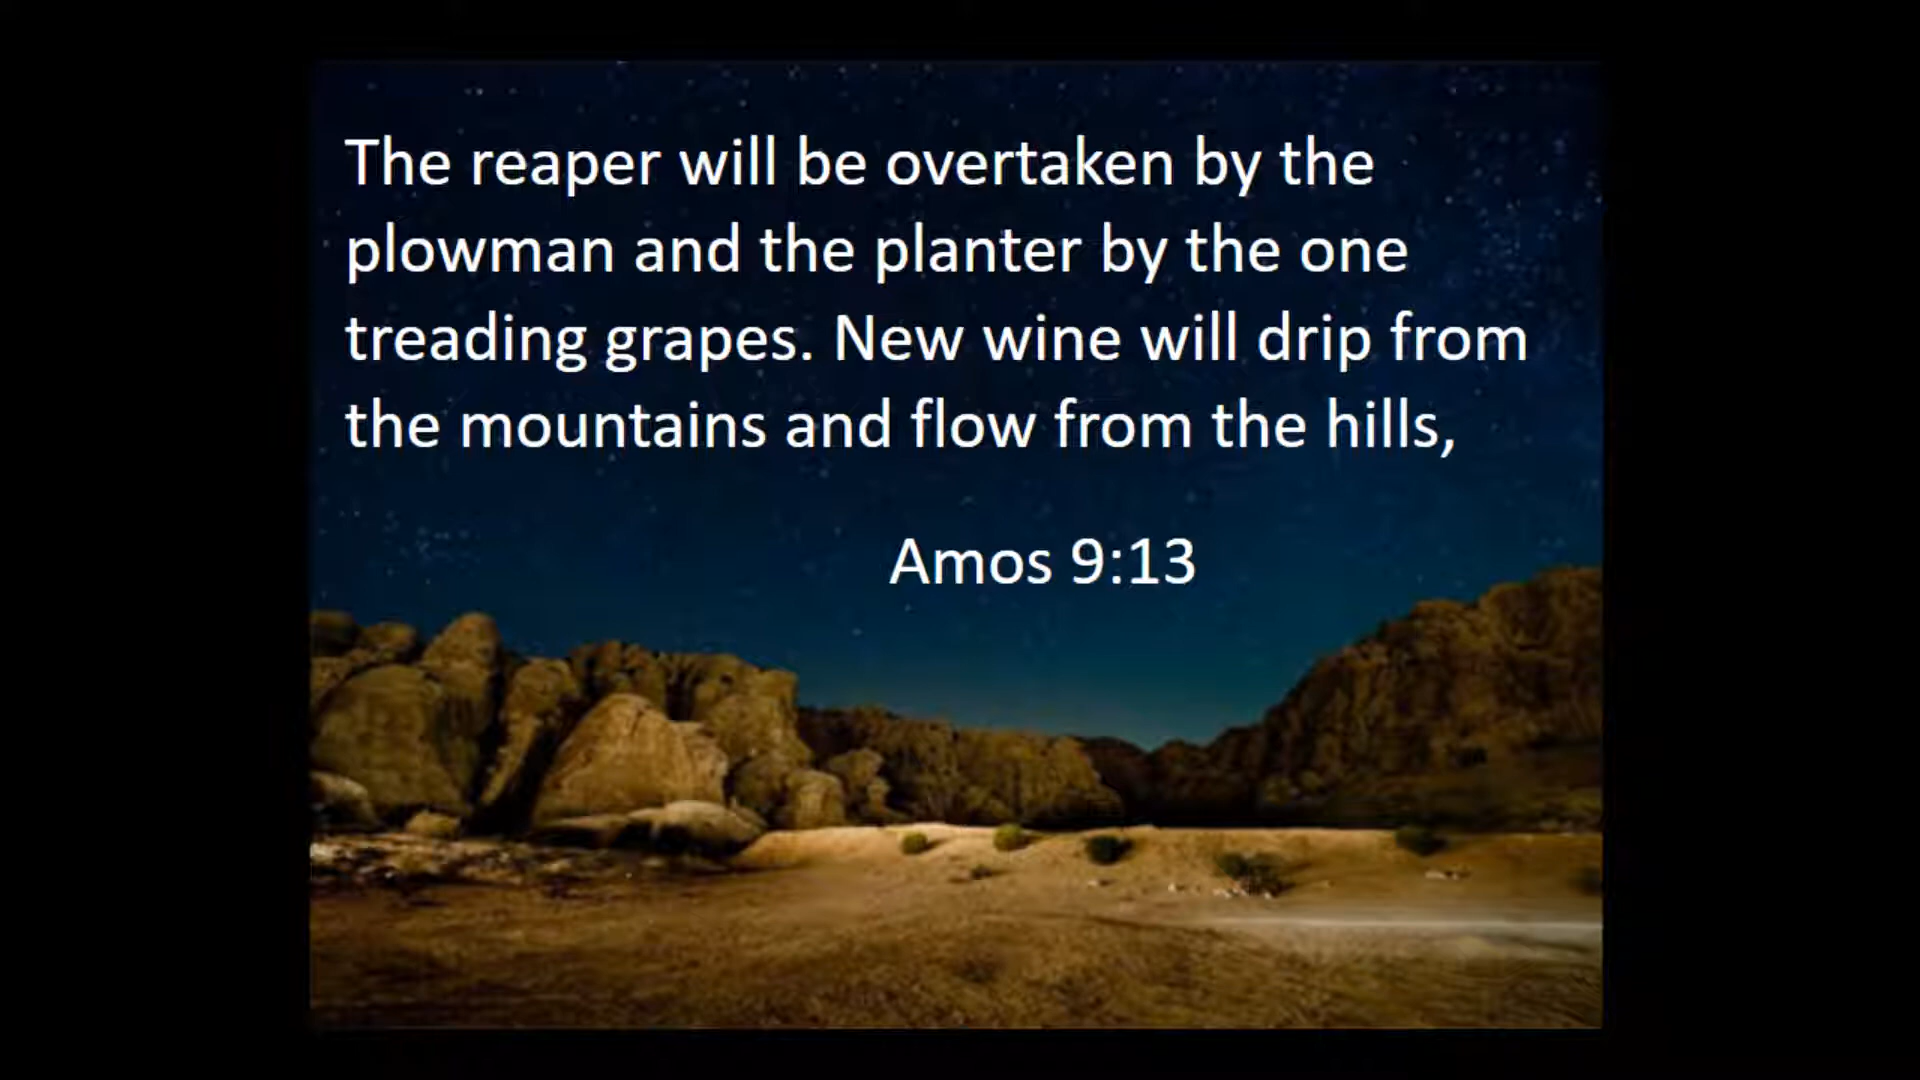 The reaper will be overtaken by the
plowman and the planter by the one
treading grapes. New wine will drip from
the mountains and flow from the hills,
Amos 9:13